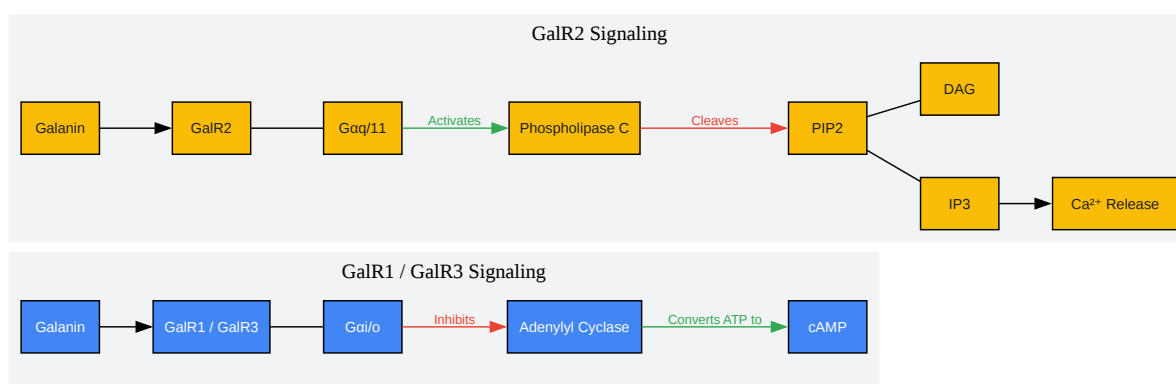 GalR2 Signaling
Galanin
GalR2
Gαq/11
Activates
Phospholipase C
Cleaves
PIP2
DAG
IP3
Ca²⁺ Release
GalR1 / GalR3 Signaling
Galanin
GalR1 / GalR3
Gαi/o
Inhibits
Adenylyl Cyclase
Converts ATP to
cAMP